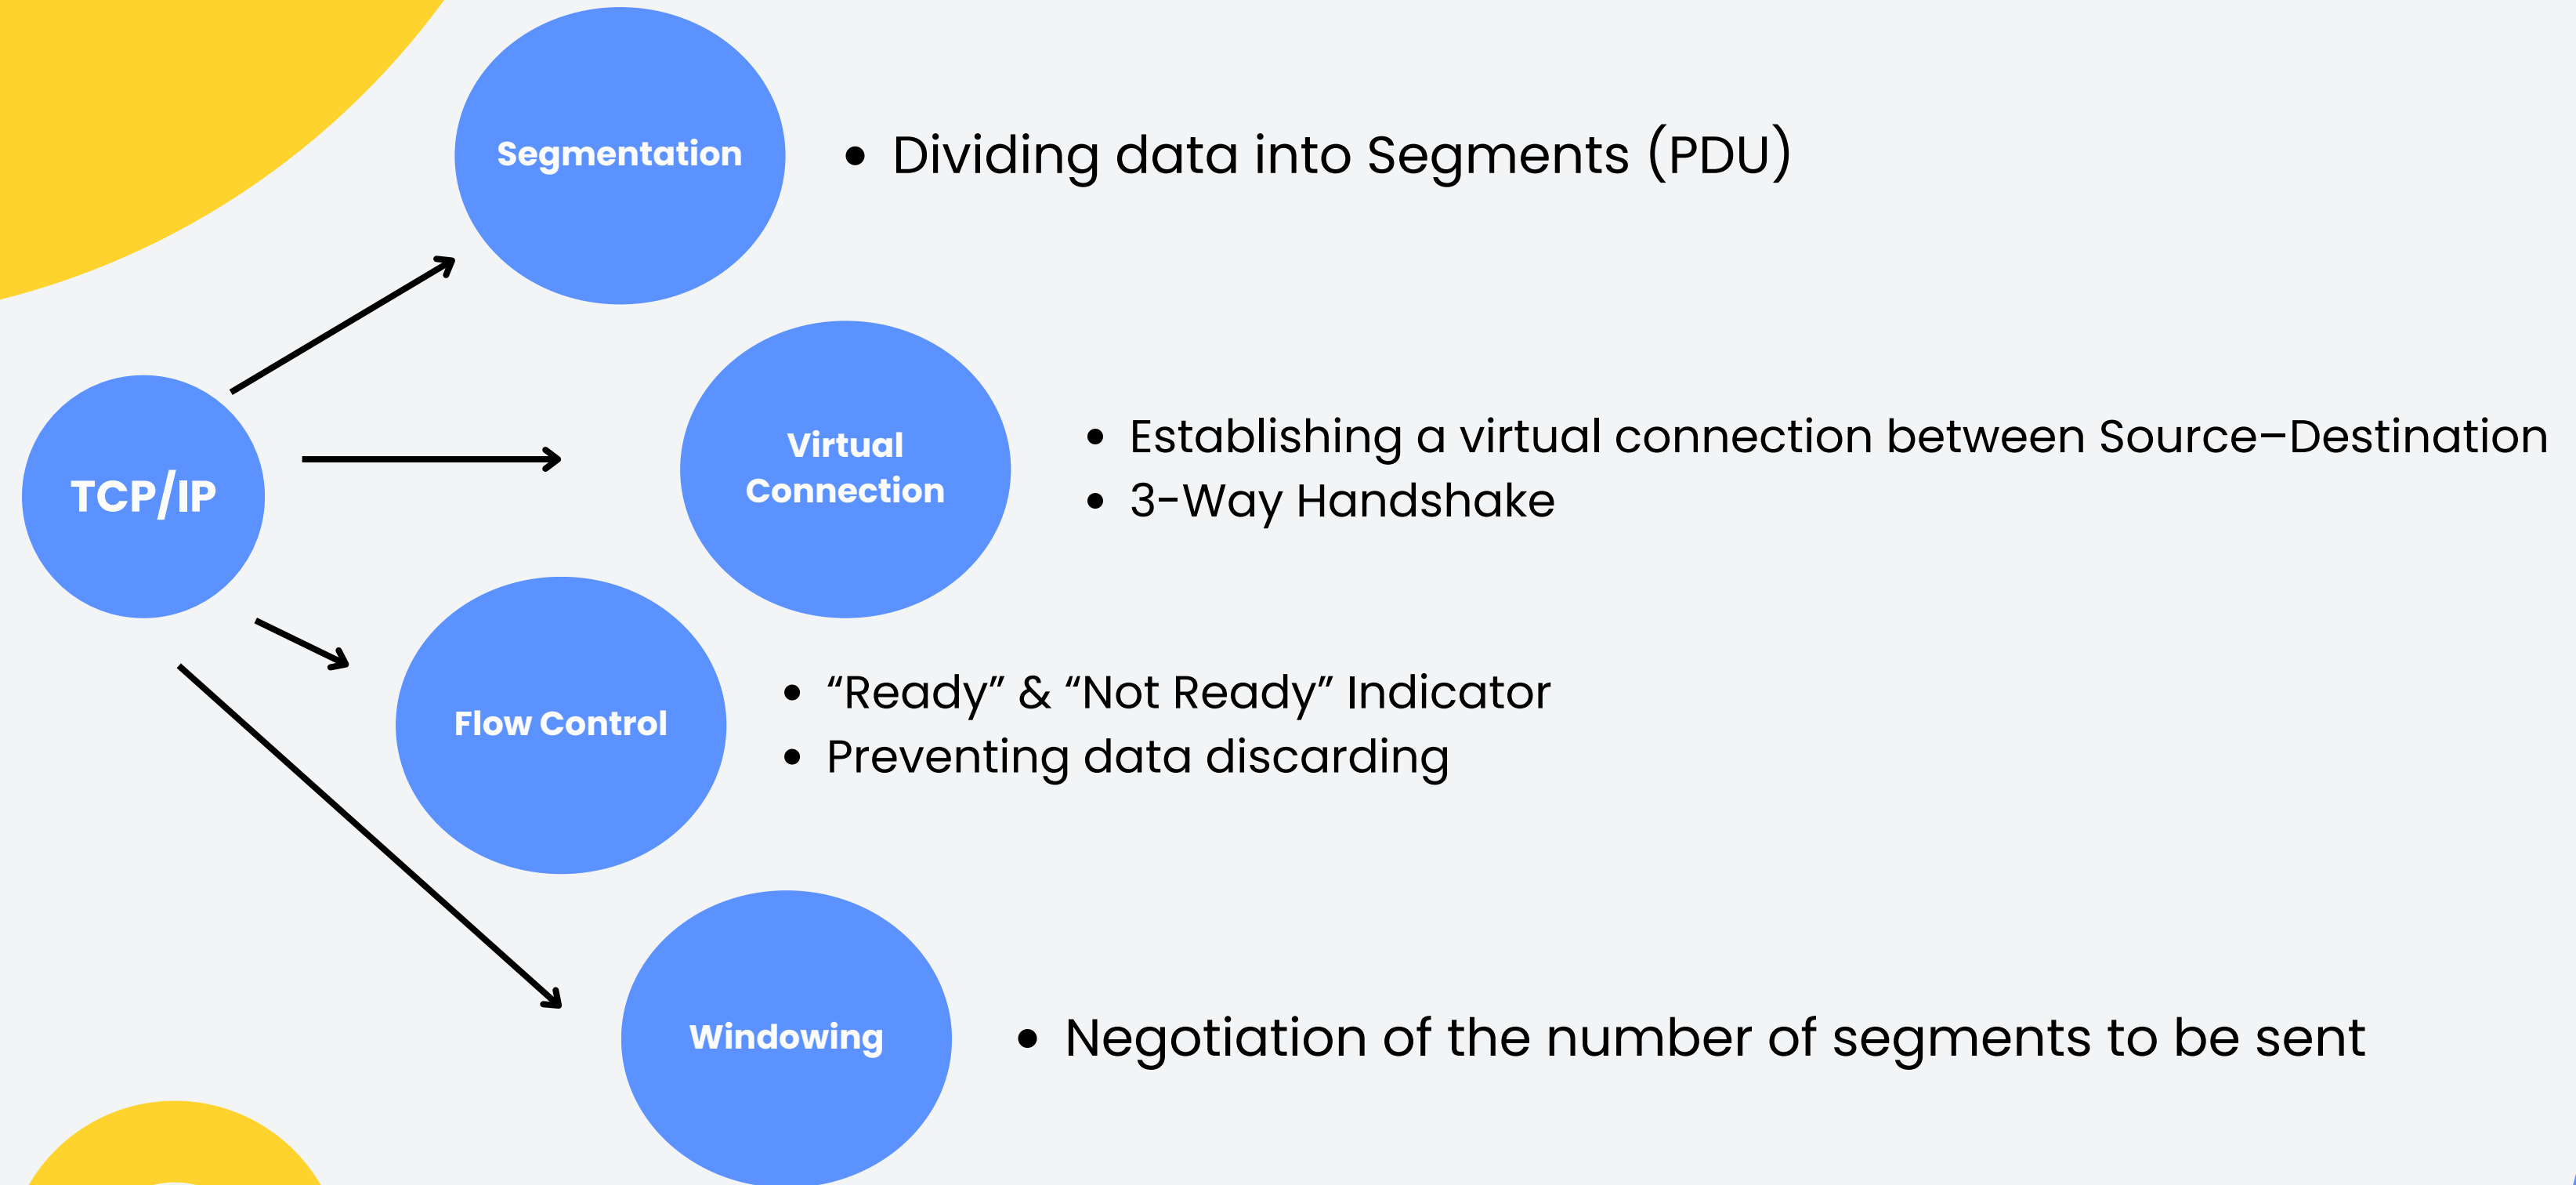 Segmentation
• Dividing data into Segments (PDU)
Virtual
Connection
• Establishing a virtual connection between Source–Destination
• 3-Way Handshake
TCP/IP
Flow Control
• “Ready” & “Not Ready” Indicator
• Preventing data discarding
Windowing
• Negotiation of the number of segments to be sent